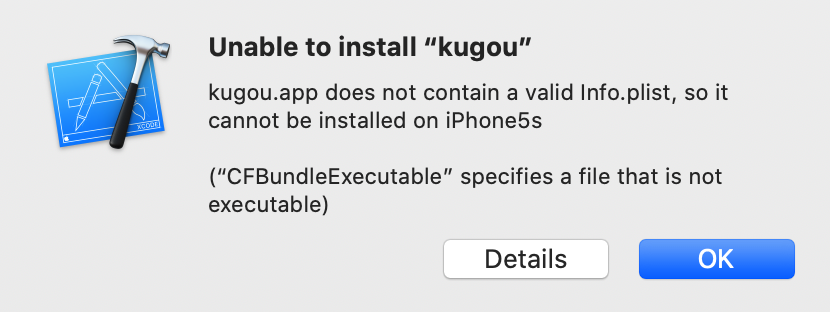 Unable to install “kugou”
kugou.app does not contain a valid Info.plist, so it
cannot be installed on iPhone5s
(“CFBundleExecutable” specifies a file that is not
executable)
XCODE
Details
OK